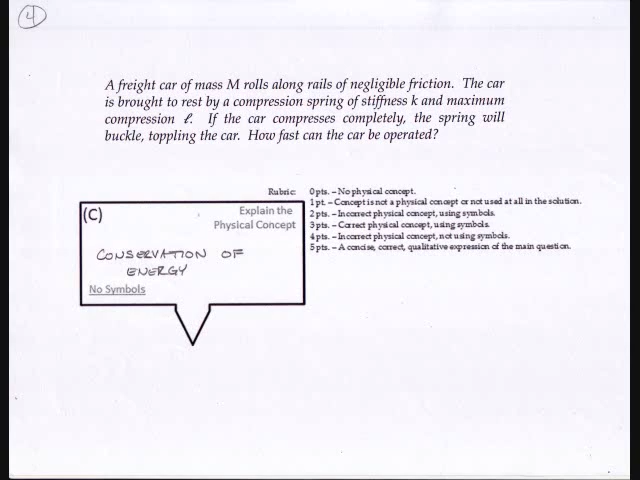 4
A freight car of mass M rolls along rails of negligible friction. The car
is brought to rest by a compression spring of stiffness k and maximum
compression ℓ. If the car compresses completely, the spring will
buckle, toppling the car. How fast can the car be operated?
Rubric: 0 pts. – No physical concept.
1 pt. – Concept is not a physical concept or not used at all in the solution.
2 pts. – Incorrect physical concept, using symbols.
3 pts. – Correct physical concept, using symbols.
4 pts. – Incorrect physical concept, not using symbols.
5 pts. – A concise, correct, qualitative expression of the main question.
(C) Explain the
Physical Concept
CONSERVATION OF
ENERGY
No Symbols